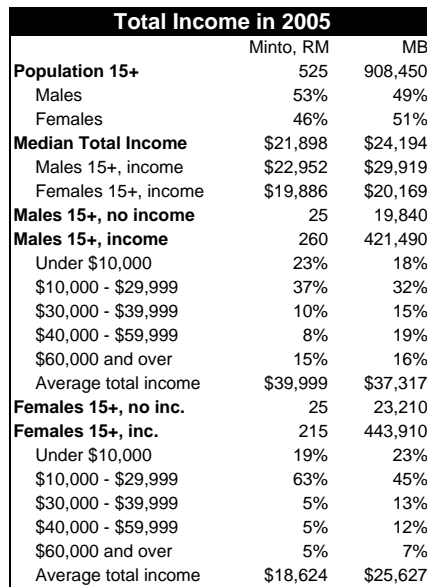 Total Income in 2005
Minto, RM MB
Population 15+ 525 908,450
Males 53% 49%
Females 46% 51%
Median Total Income $21,898 $24,194
Males 15+, income $22,952 $29,919
Females 15+, income $19,886 $20,169
Males 15+, no income 25 19,840
Males 15+, income 260 421,490
Under $10,000 23% 18%
$10,000 - $29,999 37% 32%
$30,000 - $39,999 10% 15%
$40,000 - $59,999 8% 19%
$60,000 and over 15% 16%
Average total income $39,999 $37,317
Females 15+, no inc. 25 23,210
Females 15+, inc. 215 443,910
Under $10,000 19% 23%
$10,000 - $29,999 63% 45%
$30,000 - $39,999 5% 13%
$40,000 - $59,999 5% 12%
$60,000 and over 5% 7%
Average total income $18,624 $25,627